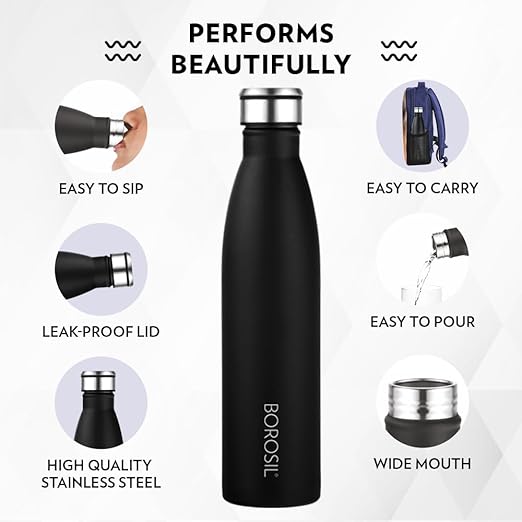 PERFORMS
BEAUTIFULLY
EASY TO SIP
EASY TO CARRY
LEAK-PROOF LID
EASY TO POUR
HIGH QUALITY
STAINLESS STEEL
WIDE MOUTH
BOROSIL®